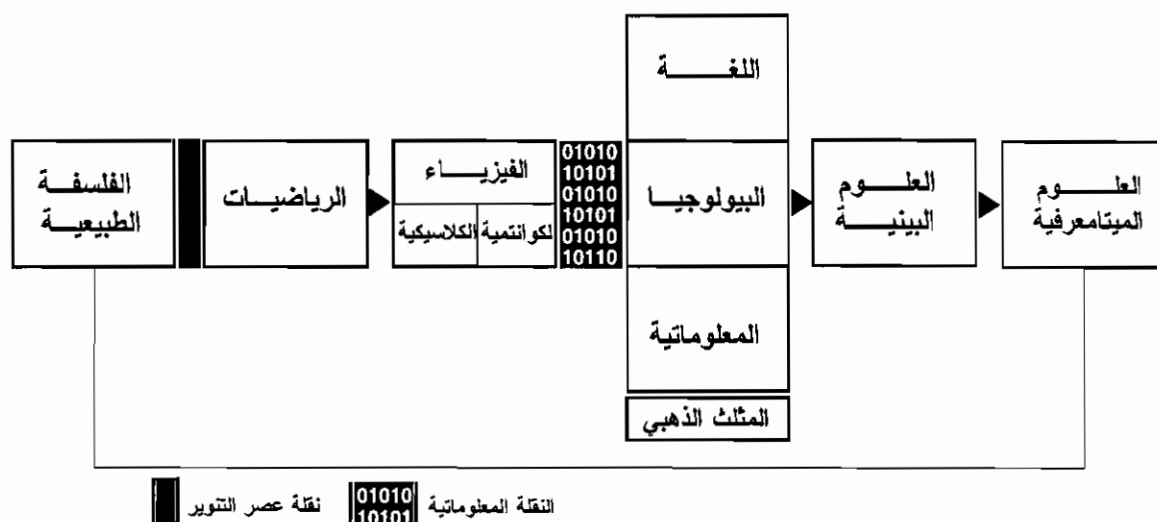 اللغة
الفلسفة
الطبيعية
الرياضيات
الفيزياء
لكوانتمية
الكلاسيكية
01010
10101
01010
10101
01010
10110
البيولوجيا
العلوم
البينية
العلوم
الميتامعرفية
المعلوماتية
المثلث الذهبي
النقلة المعلوماتية
01010
10101
نقلة عصر التنوير